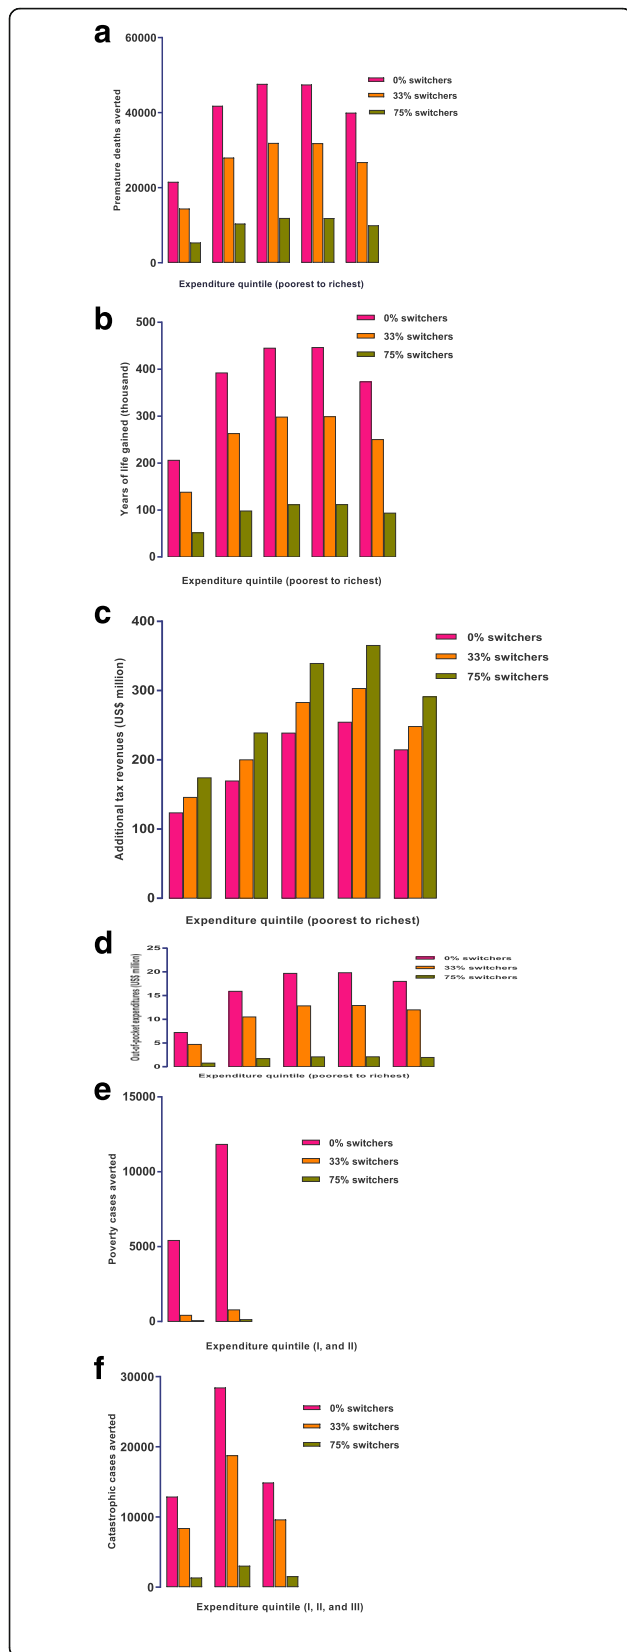 a
60000
40000
20000
0
Premature deaths averted
0% switchers
33% switchers
75% switchers
Expenditure quintile (poorest to richest)
b
500
400
300
200
100
0
Years of life gained (thousand)
0% switchers
33% switchers
75% switchers
Expenditure quintile (poorest to richest)
c
400
300
200
100
0
Additional tax revenues (US$ million)
0% switchers
33% switchers
75% switchers
Expenditure quintile (poorest to richest)
d
25
20
15
10
5
0
Out-of-pocket expenditures (US$ million)
0% switchers
33% switchers
75% switchers
Expenditure quintile (poorest to richest)
e
15000
10000
5000
0
Poverty cases averted
0% switchers
33% switchers
75% switchers
Expenditure quintile (I, and II)
f
30000
20000
10000
0
Catastrophic cases averted
0% switchers
33% switchers
75% switchers
Expenditure quintile (I, II, and III)